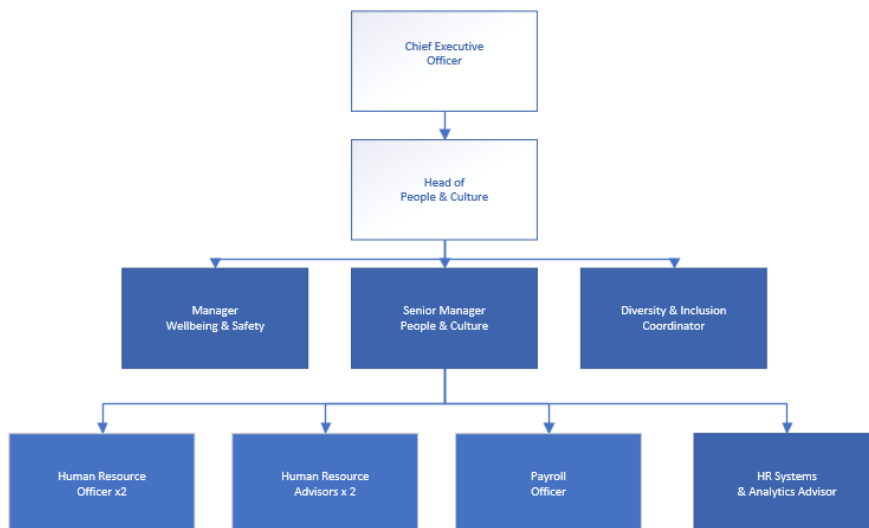 Chief Executive
Officer
Head of
People & Culture
Manager
Wellbeing & Safety
Senior Manager
People & Culture
Diversity & Inclusion
Coordinator
Human Resource
Officer x2
Human Resource
Advisors x 2
Payroll
Officer
HR Systems
& Analytics Advisor